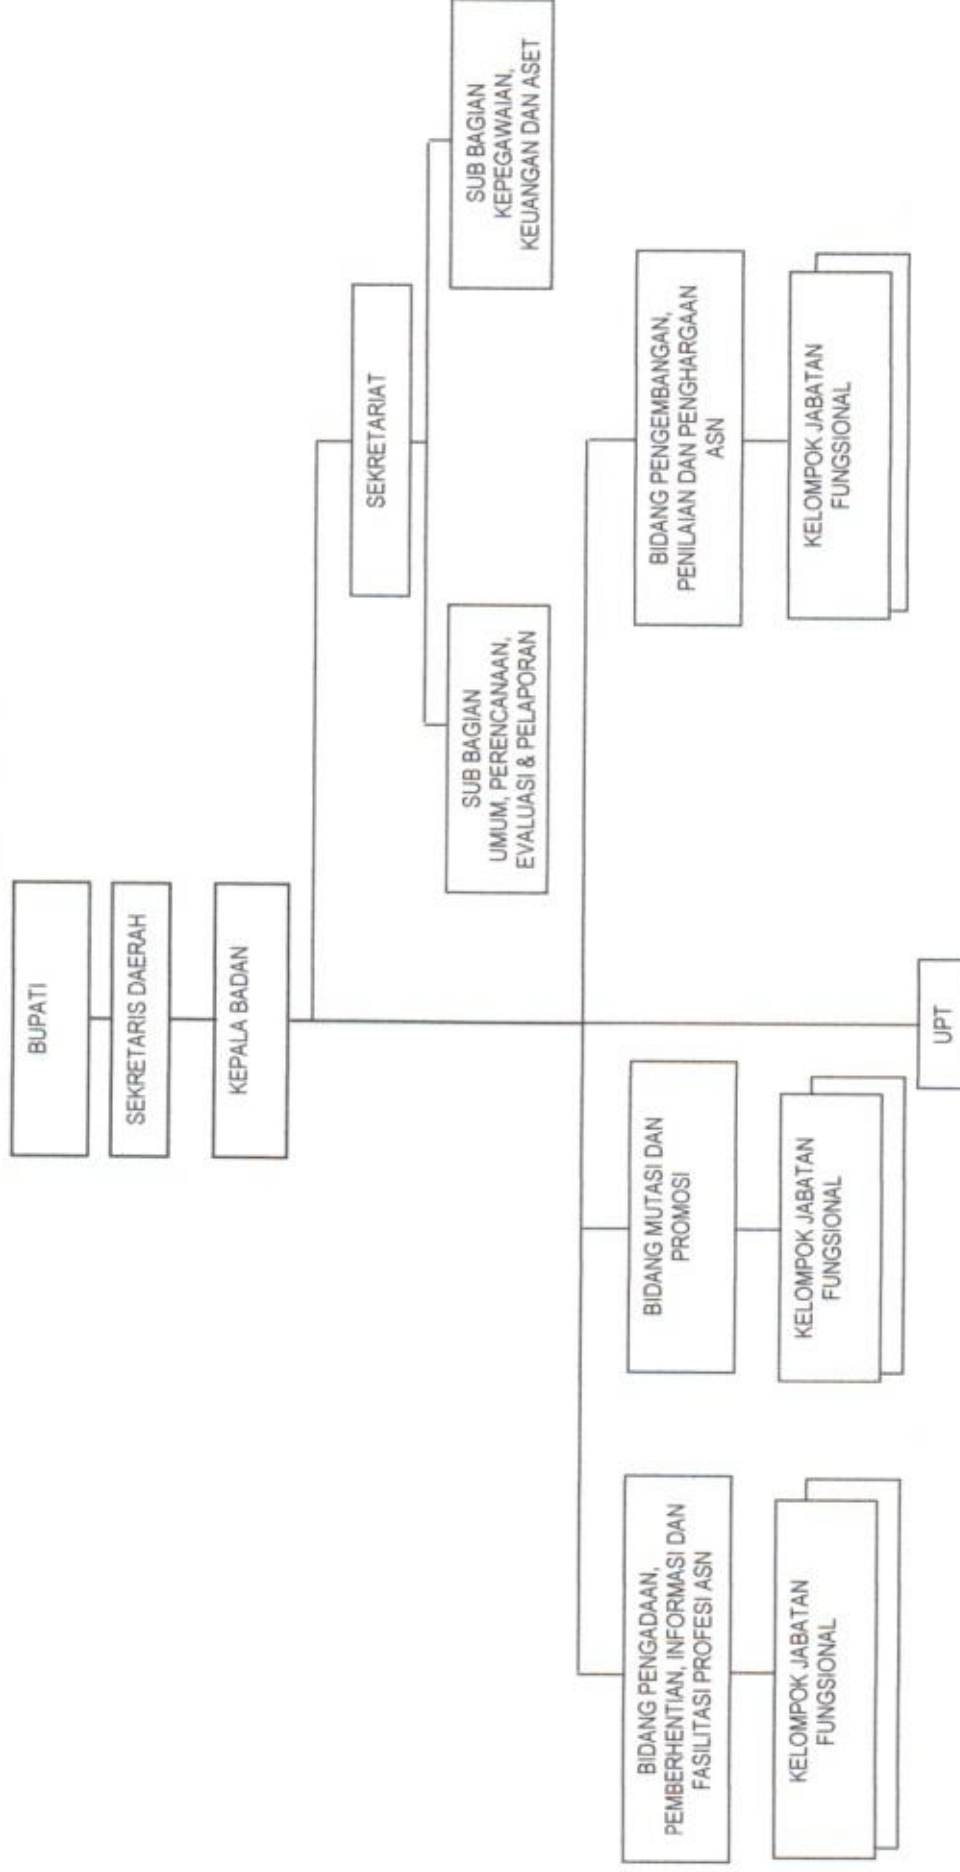 BUPATI
SEKRETARIS DAERAH
KEPALA BADAN
SEKRETARIAT
SUB BAGIAN
UMUM, PERENCANAAN,
EVALUASI & PELAPORAN
SUB BAGIAN
KEPEGAWAIAN,
KEUANGAN DAN ASET
BIDANG PENGADAAN,
PEMBERHENTIAN, INFORMASI DAN
FASILITASI PROFESI ASN
BIDANG MUTASI DAN
PROMOSI
BIDANG PENGEMBANGAN,
PENILAIAN DAN PENGHARGAAN
ASN
KELOMPOK JABATAN
FUNGSIONAL
KELOMPOK JABATAN
FUNGSIONAL
KELOMPOK JABATAN
FUNGSIONAL
UPT